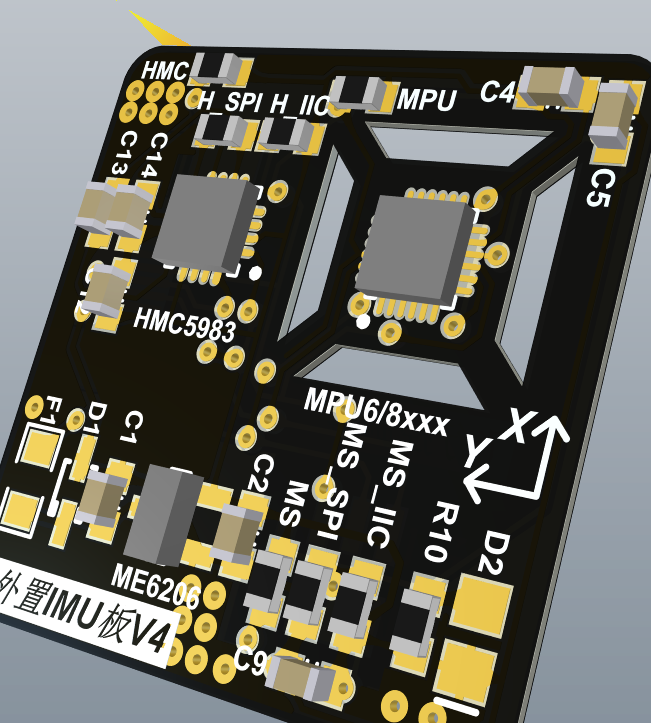 HMC
H_SPI H_IIC
MPU
C4
C5
C13
C14
HMC5983
MPU6/8xxx
X
Y
F1
D1
C1
C2
MS
MS_SPI
MS_IIC
R10
D2
ME6206
外置IMU板V4
C9